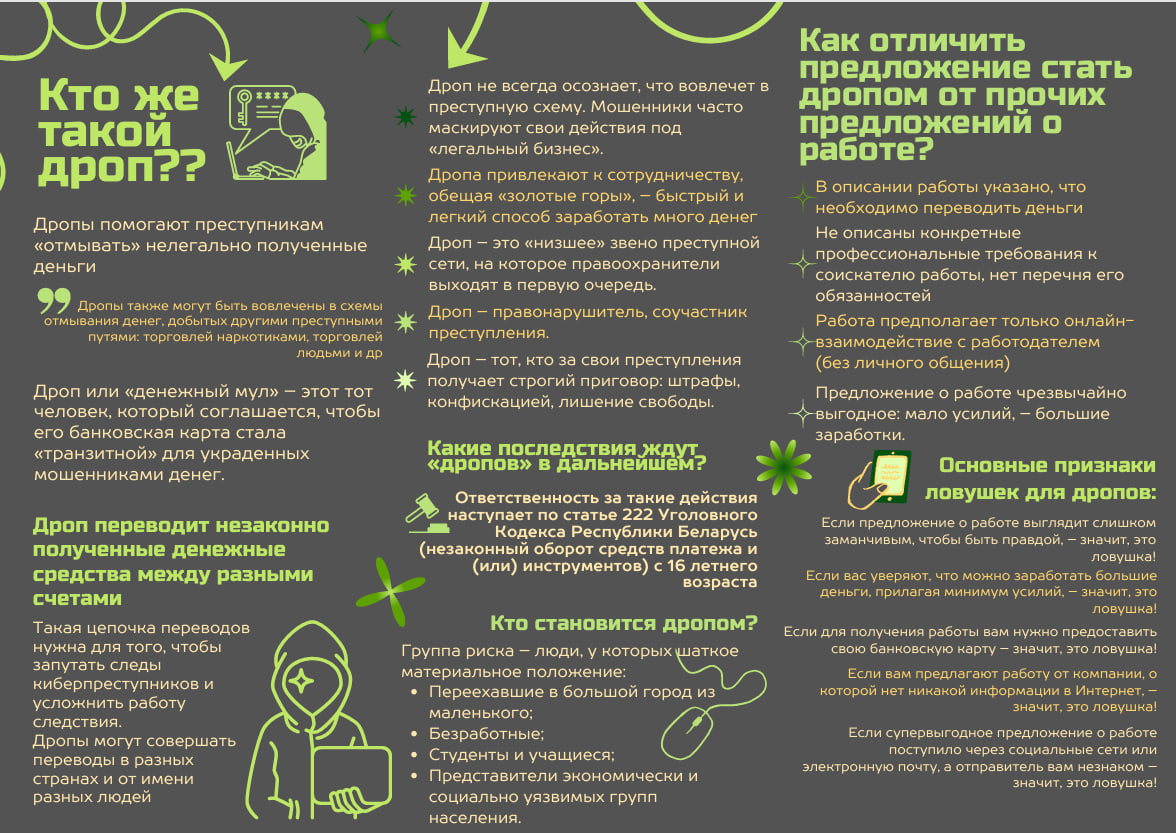 Кто же
такой
дроп??
****
Дропы помогают преступникам
«отмывать» нелегально полученные
деньги
Дропы также могут быть вовлечены в схемы
отмывания денег, добытых другими преступными
путями: торговлей наркотиками, торговлей
людьми и др
Дроп или «денежный мул» – этот тот
человек, который соглашается, чтобы
его банковская карта стала
«транзитной» для украденных
мошенниками денег.
Дроп переводит незаконно
полученные денежные
средства между разными
счетами
Такая цепочка переводов
нужна для того, чтобы
запутать следы
киберпреступников и
усложнить работу
следствия.
Дропы могут совершать
переводы в разных
странах и от имени
разных людей
Дроп не всегда осознает, что вовлечет в
преступную схему. Мошенники часто
маскируют свои действия под
«легальный бизнес».
Дропа привлекают к сотрудничеству,
обещая «золотые горы», – быстрый и
легкий способ заработать много денег
Дроп – это «низшее» звено преступной
сети, на которое правоохранители
выходят в первую очередь.
Дроп – правонарушитель, соучастник
преступления.
Дроп – тот, кто за свои преступления
получает строгий приговор: штрафы,
конфискацией, лишение свободы.
Какие последствия ждут
«дропов» в дальнейшем?
Ответственность за такие действия
наступает по статье 222 Уголовного
Кодекса Республики Беларусь
(незаконный оборот средств платежа и
(или) инструментов) с 16 летнего
возраста
Кто становится дропом?
Группа риска – люди, у которых шаткое
материальное положение:
• Переехавшие в большой город из
маленького;
• Безработные;
• Студенты и учащиеся;
• Представители экономически и
социально уязвимых групп
населения.
Как отличить
предложение стать
дропом от прочих
предложений о
работе?
В описании работы указано, что
необходимо переводить деньги
Не описаны конкретные
профессиональные требования к
соискателю работы, нет перечня его
обязанностей
Работа предполагает только онлайн-
взаимодействие с работодателем
(без личного общения)
Предложение о работе чрезвычайно
выгодное: мало усилий, – большие
заработки.
Основные признаки
ловушек для дропов:
Если предложение о работе выглядит слишком
заманчивым, чтобы быть правдой, – значит, это
ловушка!
Если вас уверяют, что можно заработать большие
деньги, прилагая минимум усилий, – значит, это
ловушка!
Если для получения работы вам нужно предоставить
свою банковскую карту – значит, это ловушка!
Если вам предлагают работу от компании, о
которой нет никакой информации в Интернет, –
значит, это ловушка!
Если супервыгодное предложение о работе
поступило через социальные сети или
электронную почту, а отправитель вам незнаком –
значит, это ловушка!